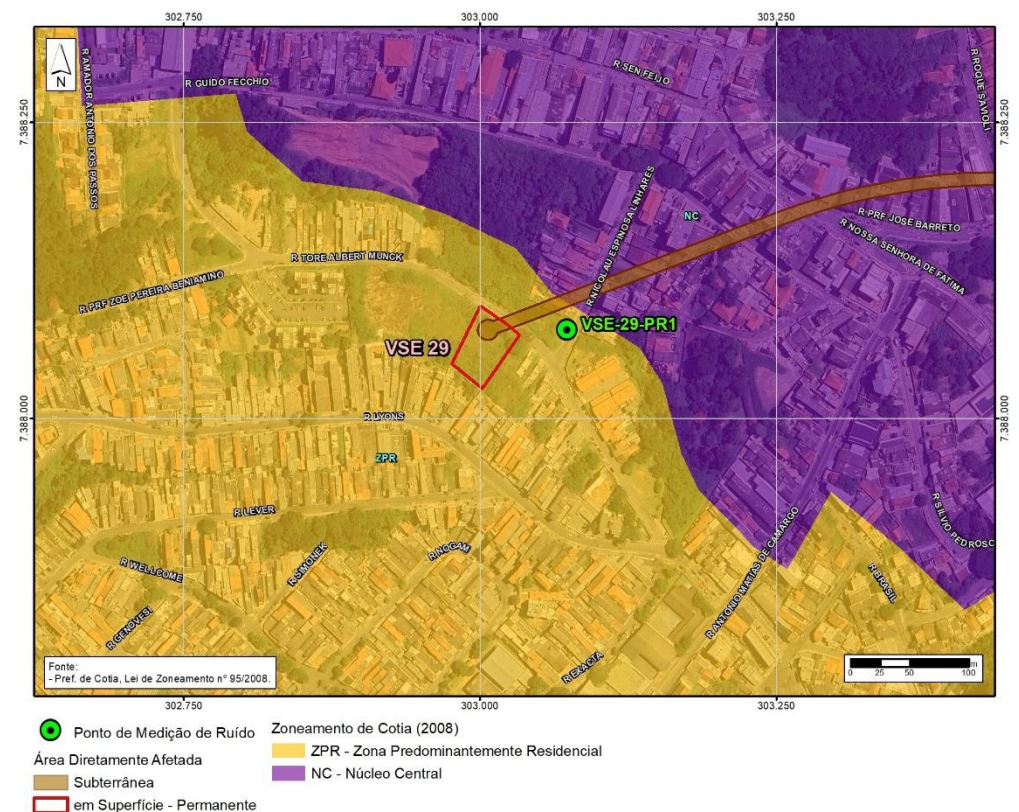 302.750
303.000
303.250
7.388.250
7.388.250
N
R AMADOR ANTONIO DOS PASSOS
R GUIDO FECCHIO
R SEN FEIJO
R ROQUE SAVIOLI
R NICOLAU ESPINOSA LINHARES
NC
R PRF JOSE BARRETO
R NOSSA SENHORA DE FATIMA
R TORE ALBERT MUNCK
R PRF ZOE PEREIRA BENIAMINO
VSE-29-PR1
VSE 29
7.388.000
7.388.000
R LYONS
ZPR
R LEVER
R SILVIO PEDROSC
R WELLCOME
R SIMONEK
R NOGAM
R ANTONIO MATIAS DE CAMARGO
R BRASIL
R GENOVESI
R EXACTA
Fonte:
- Pref. de Cotia, Lei de Zoneamento nº 95/2008.
0 25 50 100 m
302.750
303.000
303.250
Ponto de Medição de Ruído
Área Diretamente Afetada
Subterrânea
em Superfície - Permanente
Zoneamento de Cotia (2008)
ZPR - Zona Predominantemente Residencial
NC - Núcleo Central